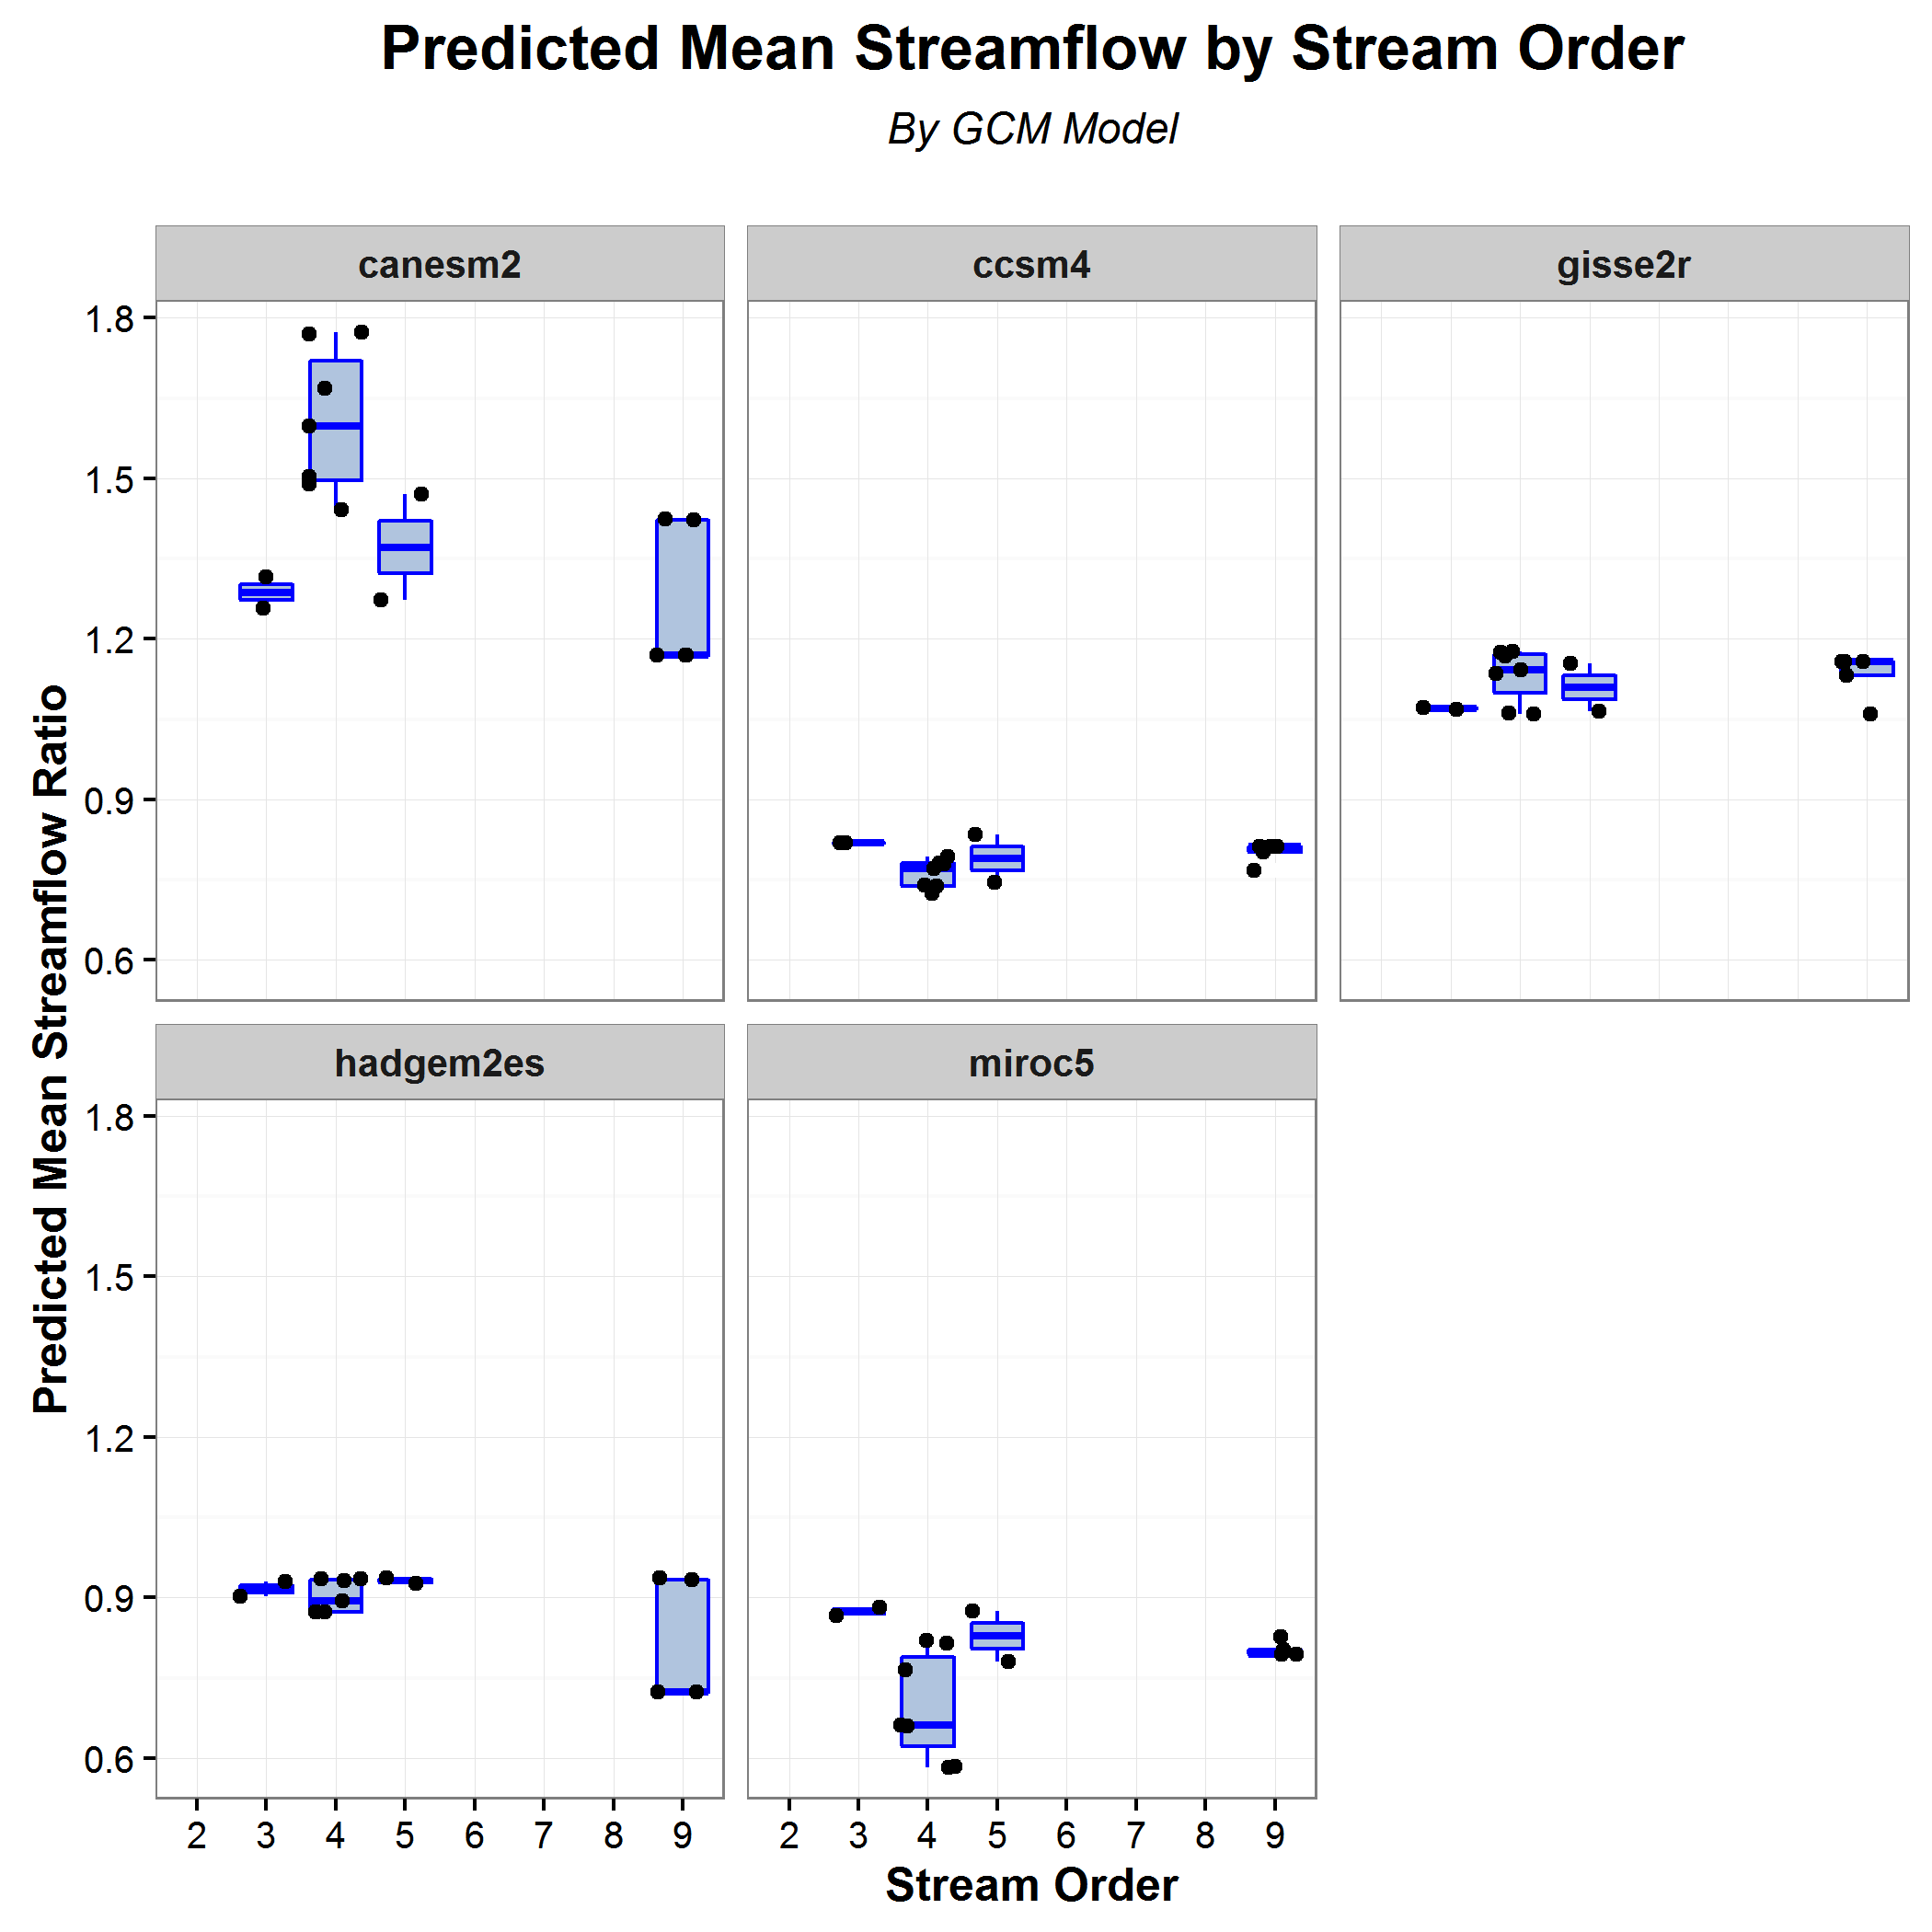 Predicted Mean Streamflow by Stream Order
By GCM Model
canesm2
ccsm4
gisse2r
1.8
1.5
1.2
0.9
0.6
Predicted Mean Streamflow Ratio
hadgem2es
miroc5
1.8
1.5
1.2
0.9
0.6
2 3 4 5 6 7 8 9
2 3 4 5 6 7 8 9
Stream Order